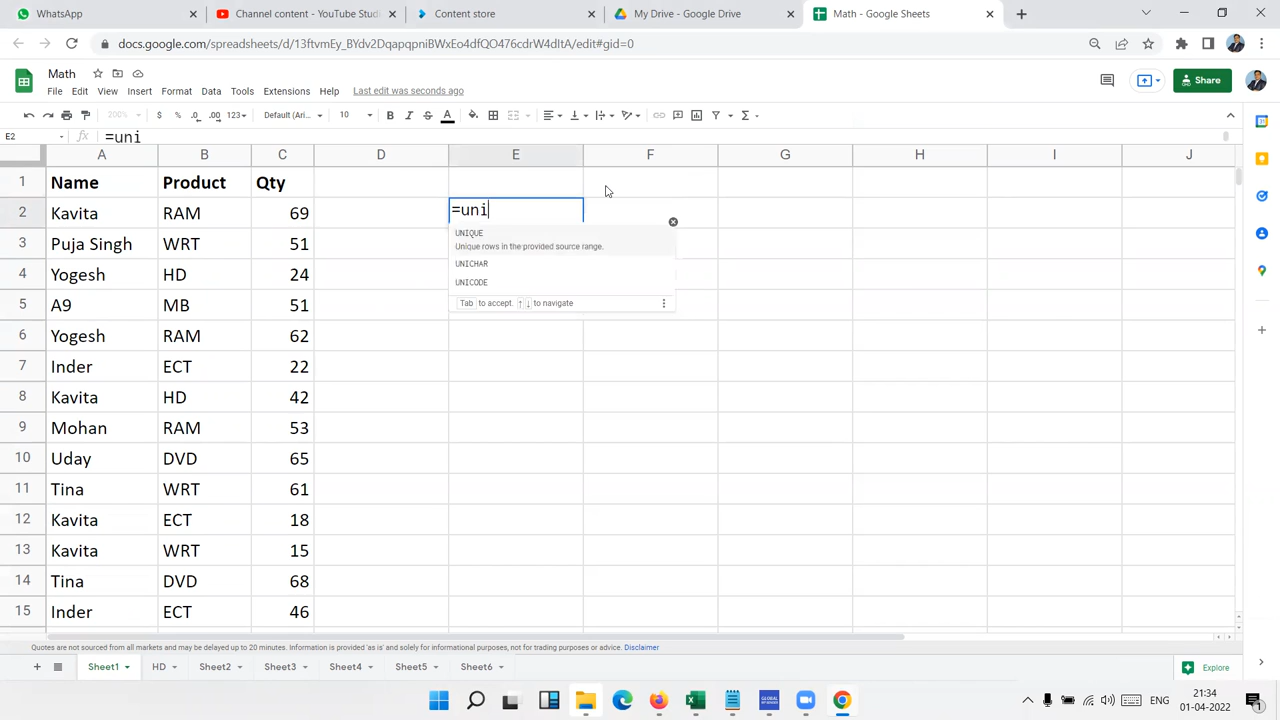 WhatsApp
Channel content - YouTube Stud
Content store
My Drive - Google Drive
Math - Google Sheets
docs.google.com/spreadsheets/d/13ftvmEy_BYdv2DqapqpniBWxEo4dfQO476cdrW4dItA/edit#gid=0
Math
File Edit View Insert Format Data Tools Extensions Help Last edit was seconds ago
Share
200% $ % .0 .00 123 Default (Ari... 10 B I S A
E2 fx =uni
A B C D E F G H I J
1 Name Product Qty
2 Kavita RAM 69 =uni
3 Puja Singh WRT 51
4 Yogesh HD 24
5 A9 MB 51
6 Yogesh RAM 62
7 Inder ECT 22
8 Kavita HD 42
9 Mohan RAM 53
10 Uday DVD 65
11 Tina WRT 61
12 Kavita ECT 18
13 Kavita WRT 15
14 Tina DVD 68
15 Inder ECT 46
UNIQUE
Unique rows in the provided source range.
UNICHAR
UNICODE
Tab to accept. ↑ ↓ to navigate
Quotes are not sourced from all markets and may be delayed up to 20 minutes. Information is provided 'as is' and solely for informational purposes, not for trading purposes or advice. Disclaimer
Sheet1 HD Sheet2 Sheet3 Sheet4 Sheet5 Sheet6 Explore
ENG
21:34
01-04-2022